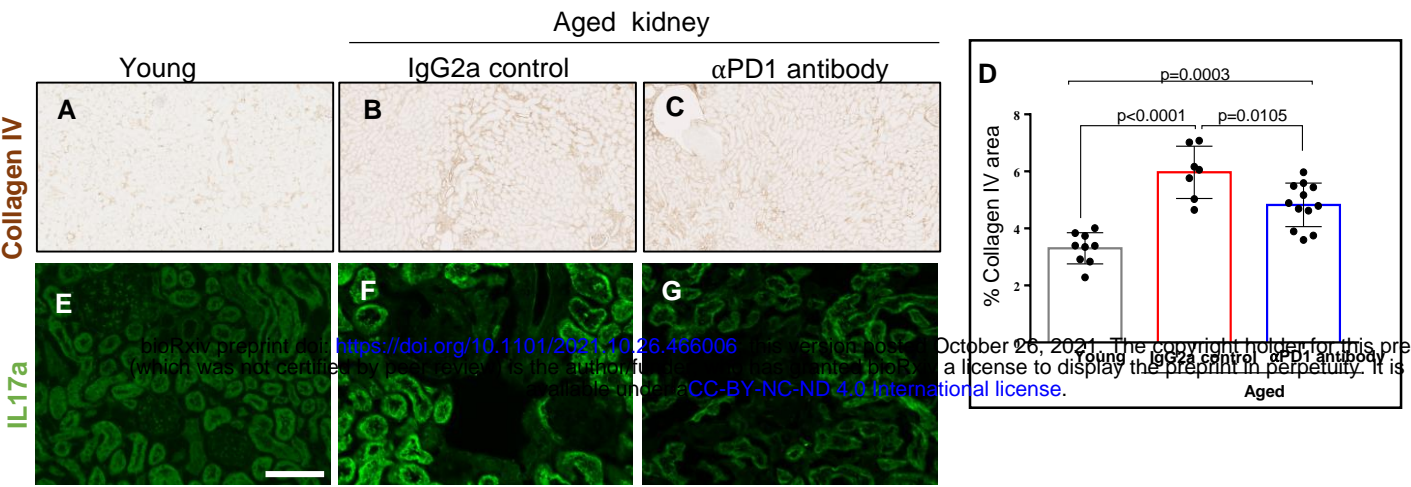 Aged kidney
Young
IgG2a control
αPD1 antibody
Collagen IV
A
B
C
D
p=0.0003
p<0.0001
p=0.0105
% Collagen IV area
8
6
4
2
Young
IgG2a control
αPD1 antibody
Aged
IL17a
E
F
G
bioRxiv preprint doi: https://doi.org/10.1101/2021.10.26.466006 version posted October 26, 2021. The copyright holder for this pre
(which was not certified by peer review) is the author/fu has granted bioRxiv a license to display the preprint in perpetuity. It is
available under CC-BY-NC-ND 4.0 International license.